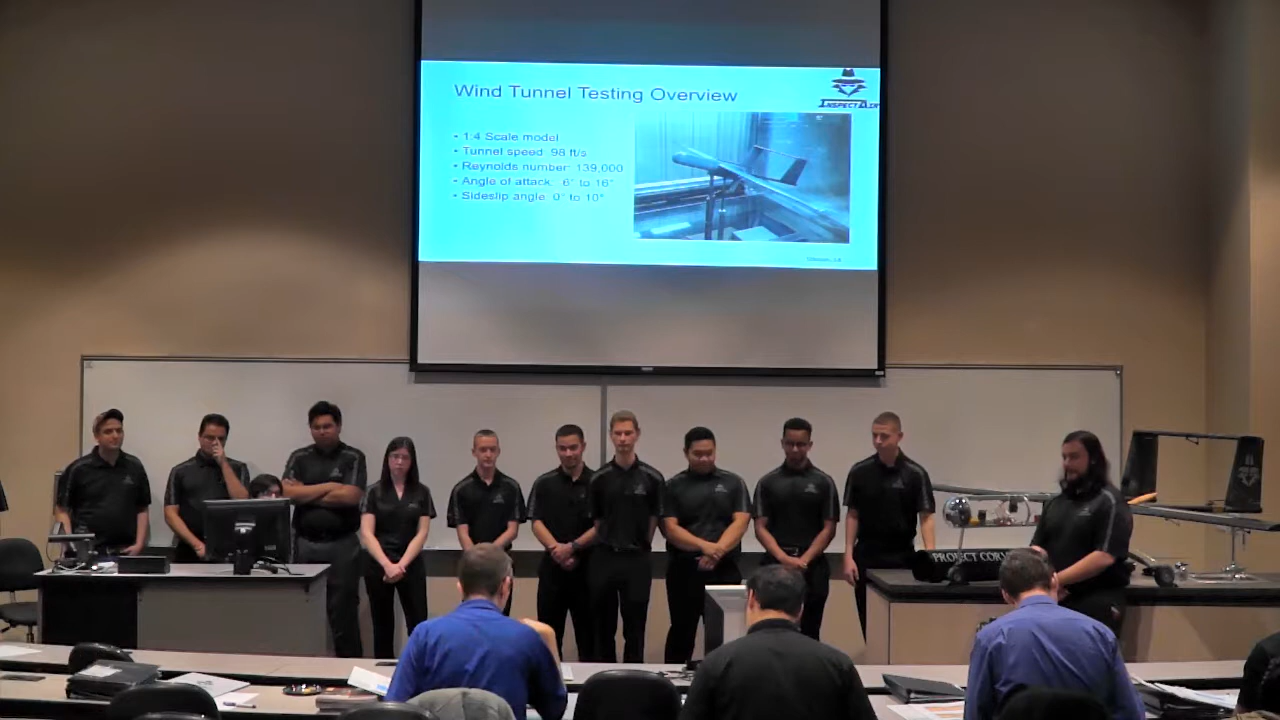 Wind Tunnel Testing Overview
INSPECTAIR
• 1:4 Scale model
• Tunnel speed: 98 ft/s
• Reynolds number: 139,000
• Angle of attack: 6° to 16°
• Sideslip angle: 0° to 10°
PROJECT